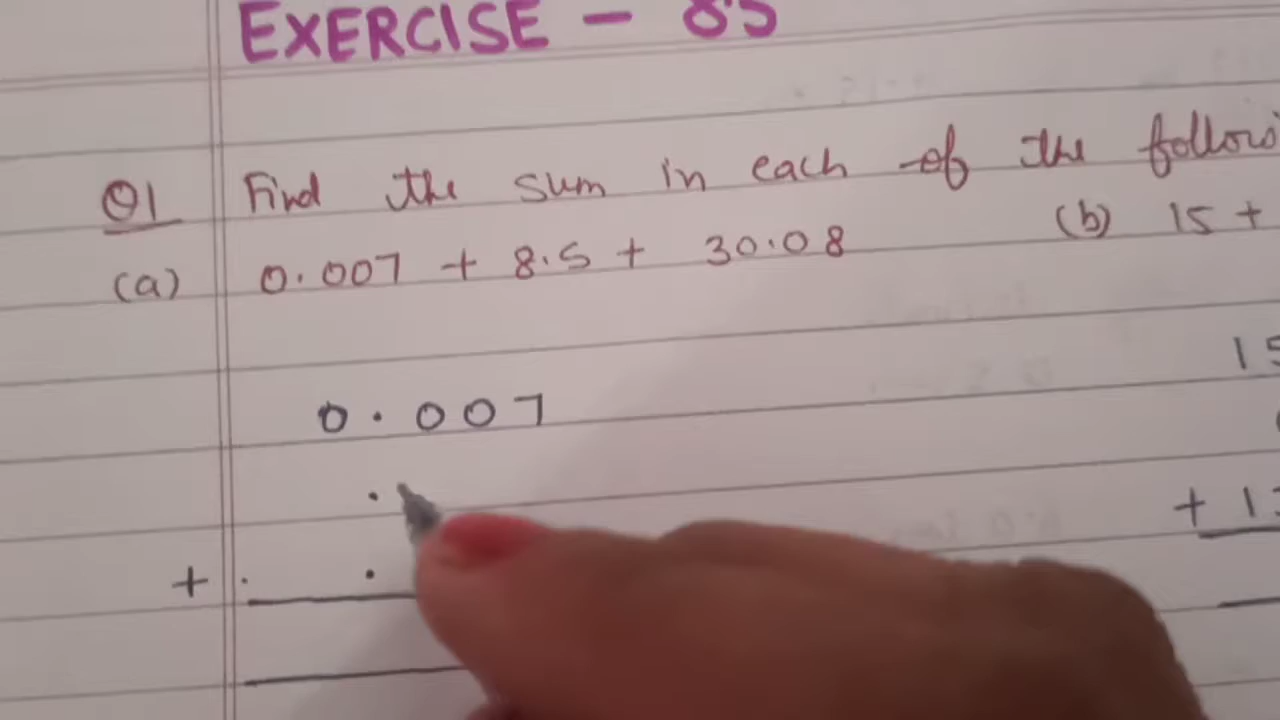 EXERCISE - 8.5
Q1 Find the sum in each of the
(a) 0.007 + 8.5 + 30.08 (b) 15 +
0.007
.
+ .
15
+ 1